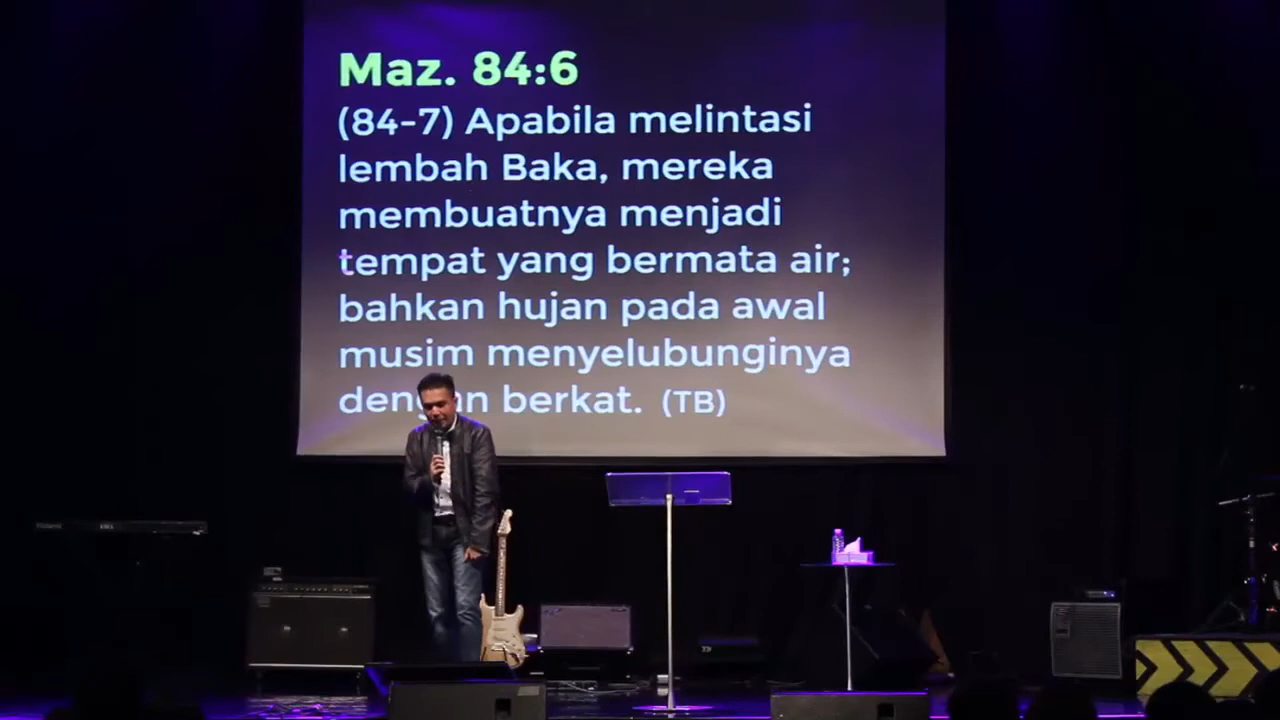 Maz. 84:6
(84-7) Apabila melintasi
lembah Baka, mereka
membuatnya menjadi
tempat yang bermata air;
bahkan hujan pada awal
musim menyelubunginya
dengan berkat. (TB)